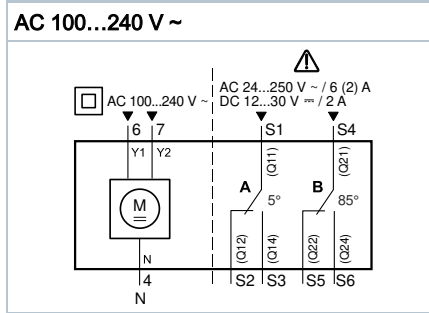 AC 100...240 V ~
AC 100...240 V ~
AC 24...250 V ~ / 6 (2) A
DC 12...30 V ⎓ / 2 A
6 7 S1 S4
Y1 Y2 (Q11) (Q21)
A 5° B 85°
M
(Q12) (Q14) (Q22) (Q24)
N
4 S2 S3 S5 S6
N